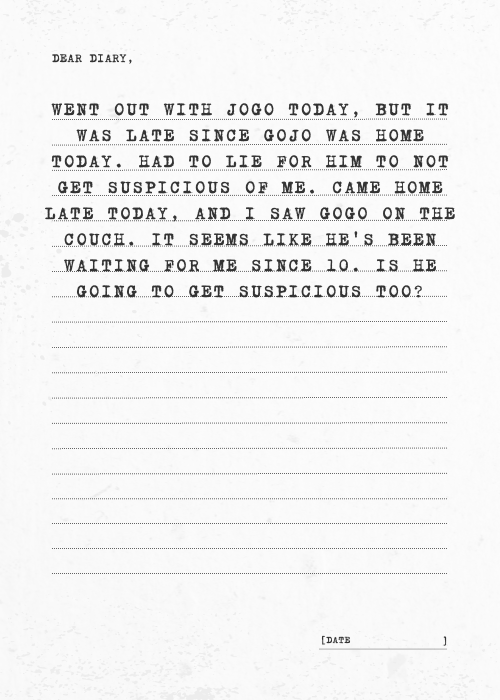 DEAR DIARY,
WENT OUT WITH JOGO TODAY, BUT IT
WAS LATE SINCE GOJO WAS HOME
TODAY. HAD TO LIE FOR HIM TO NOT
GET SUSPICIOUS OF ME. CAME HOME
LATE TODAY, AND I SAW GOGO ON THE
COUCH. IT SEEMS LIKE HE'S BEEN
WAITING FOR ME SINCE 10. IS HE
GOING TO GET SUSPICIOUS TOO?
[DATE ]